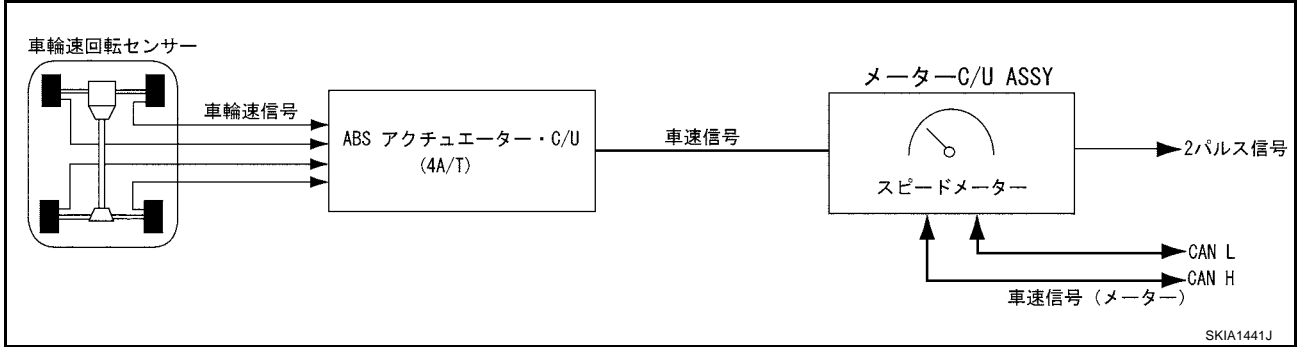 車輪速回転センサー
車輪速信号
ABS アクチュエーター・C/U
(4A/T)
車速信号
メーターC/U ASSY
スピードメーター
2パルス信号
CAN L
CAN H
車速信号 (メーター)
SKIA1441J